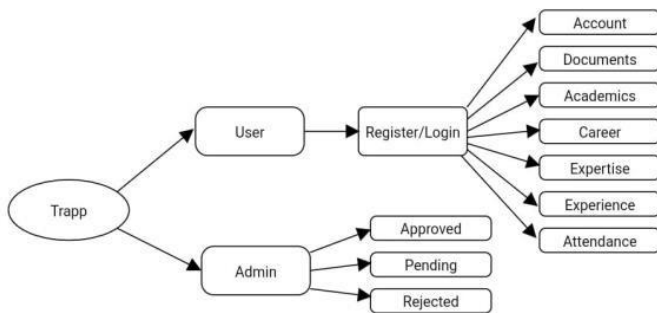 Account
Documents
Academics
Career
Expertise
Experience
Attendance
User
Register/Login
Trapp
Admin
Approved
Pending
Rejected